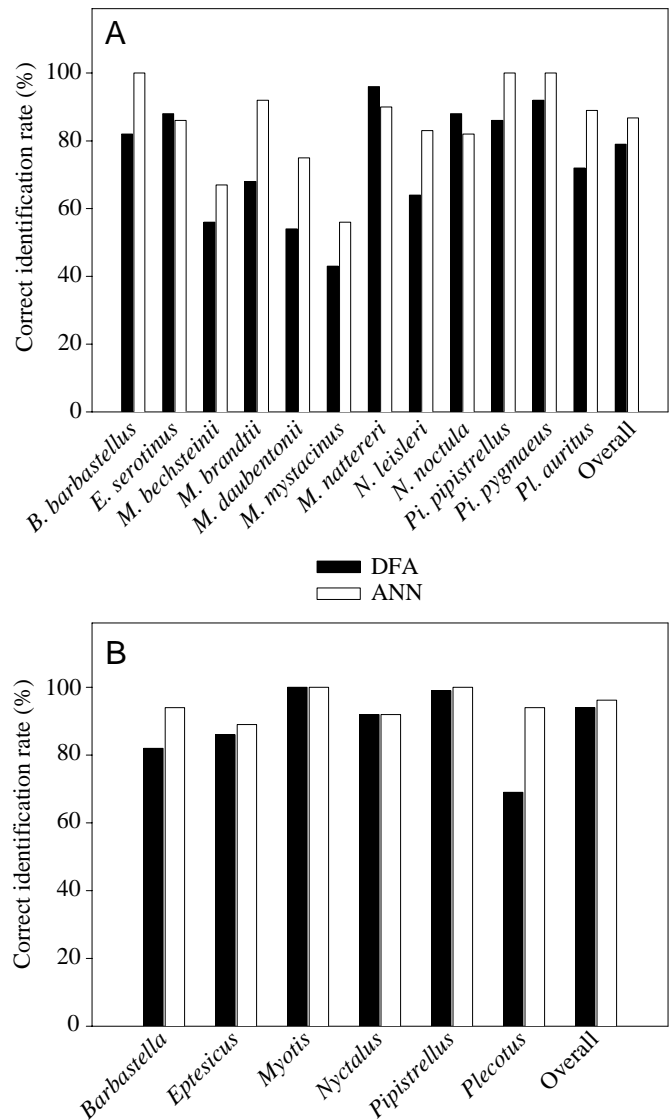 A
Correct identification rate (%)
100
80
60
40
20
0
B. barbastellus
E. serotinus
M. bechsteinii
M. brandtii
M. daubentonii
M. mystacinus
M. nattereri
N. leisleri
N. noctula
Pi. pipistrellus
Pi. pygmaeus
Pl. auritus
Overall
DFA
ANN
B
Correct identification rate (%)
100
80
60
40
20
0
Barbastella
Eptesicus
Myotis
Nyctalus
Pipistrellus
Plecotus
Overall